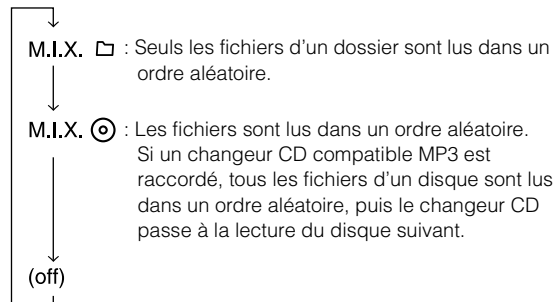 M.I.X. : Seuls les fichiers d'un dossier sont lus dans un
ordre aléatoire.
M.I.X. : Les fichiers sont lus dans un ordre aléatoire.
Si un changeur CD compatible MP3 est
raccordé, tous les fichiers d'un disque sont lus
dans un ordre aléatoire, puis le changeur CD
passe à la lecture du disque suivant.
(off)